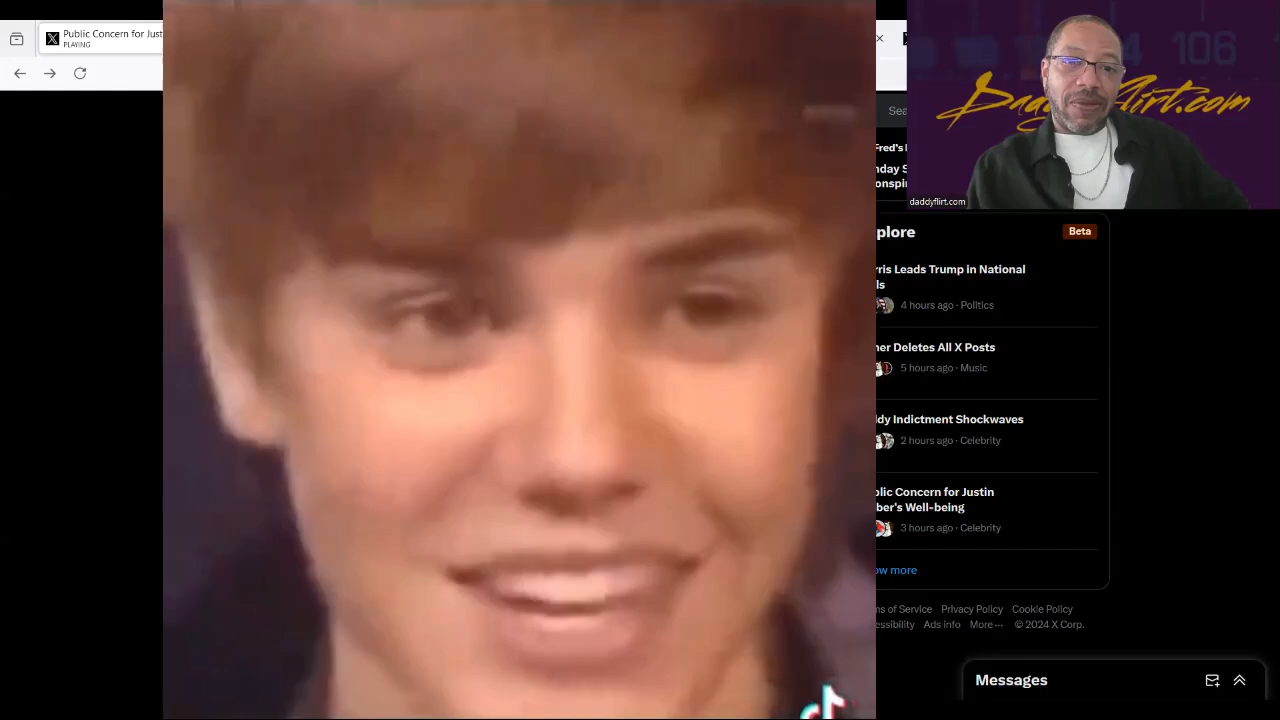 Public Concern for Just
PLAYING
106
Sea
daddyflirt.com
Fred's
nday S
onspi
plore
Beta
rris Leads Trump in National
ls
4 hours ago · Politics
ner Deletes All X Posts
5 hours ago · Music
ddy Indictment Shockwaves
2 hours ago · Celebrity
blic Concern for Justin
ber's Well-being
3 hours ago · Celebrity
ow more
ms of Service Privacy Policy Cookie Policy
essibility Ads info More ··· © 2024 X Corp.
Messages